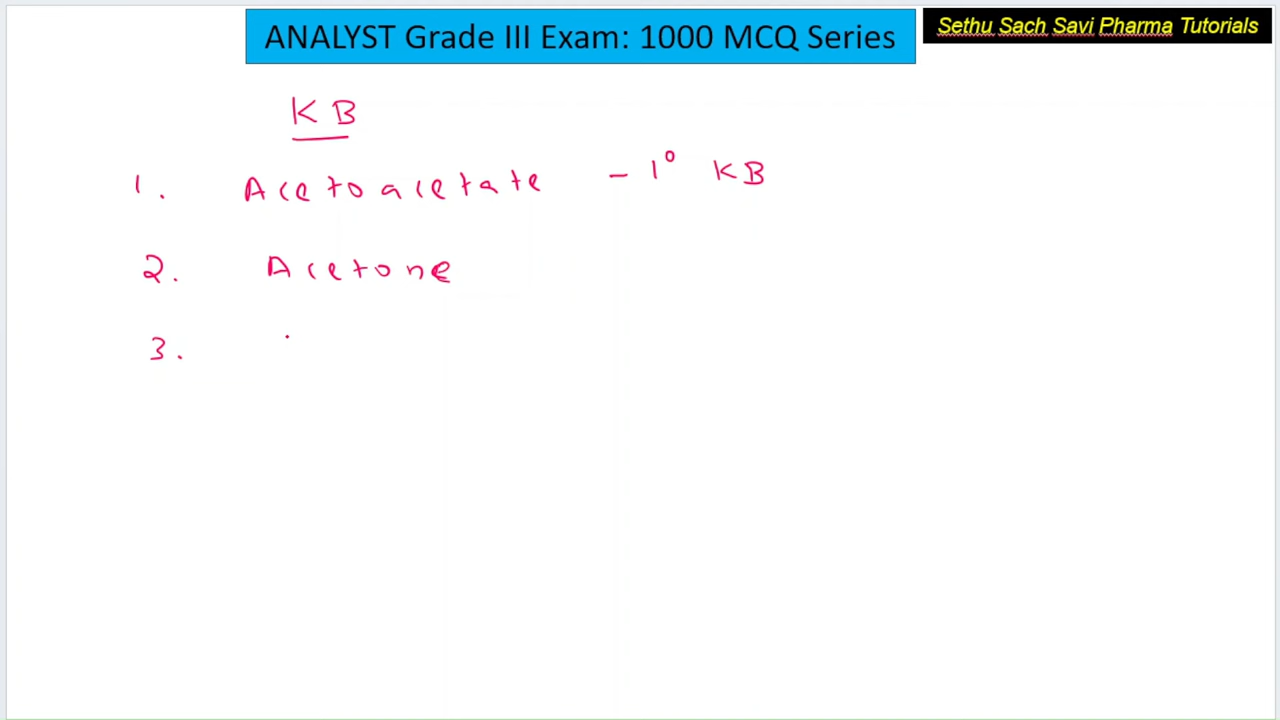 ANALYST Grade III Exam: 1000 MCQ Series
Sethu Sach Savi Pharma Tutorials
KB
1. Acetoacetate - 1° KB
2. Acetone
3.